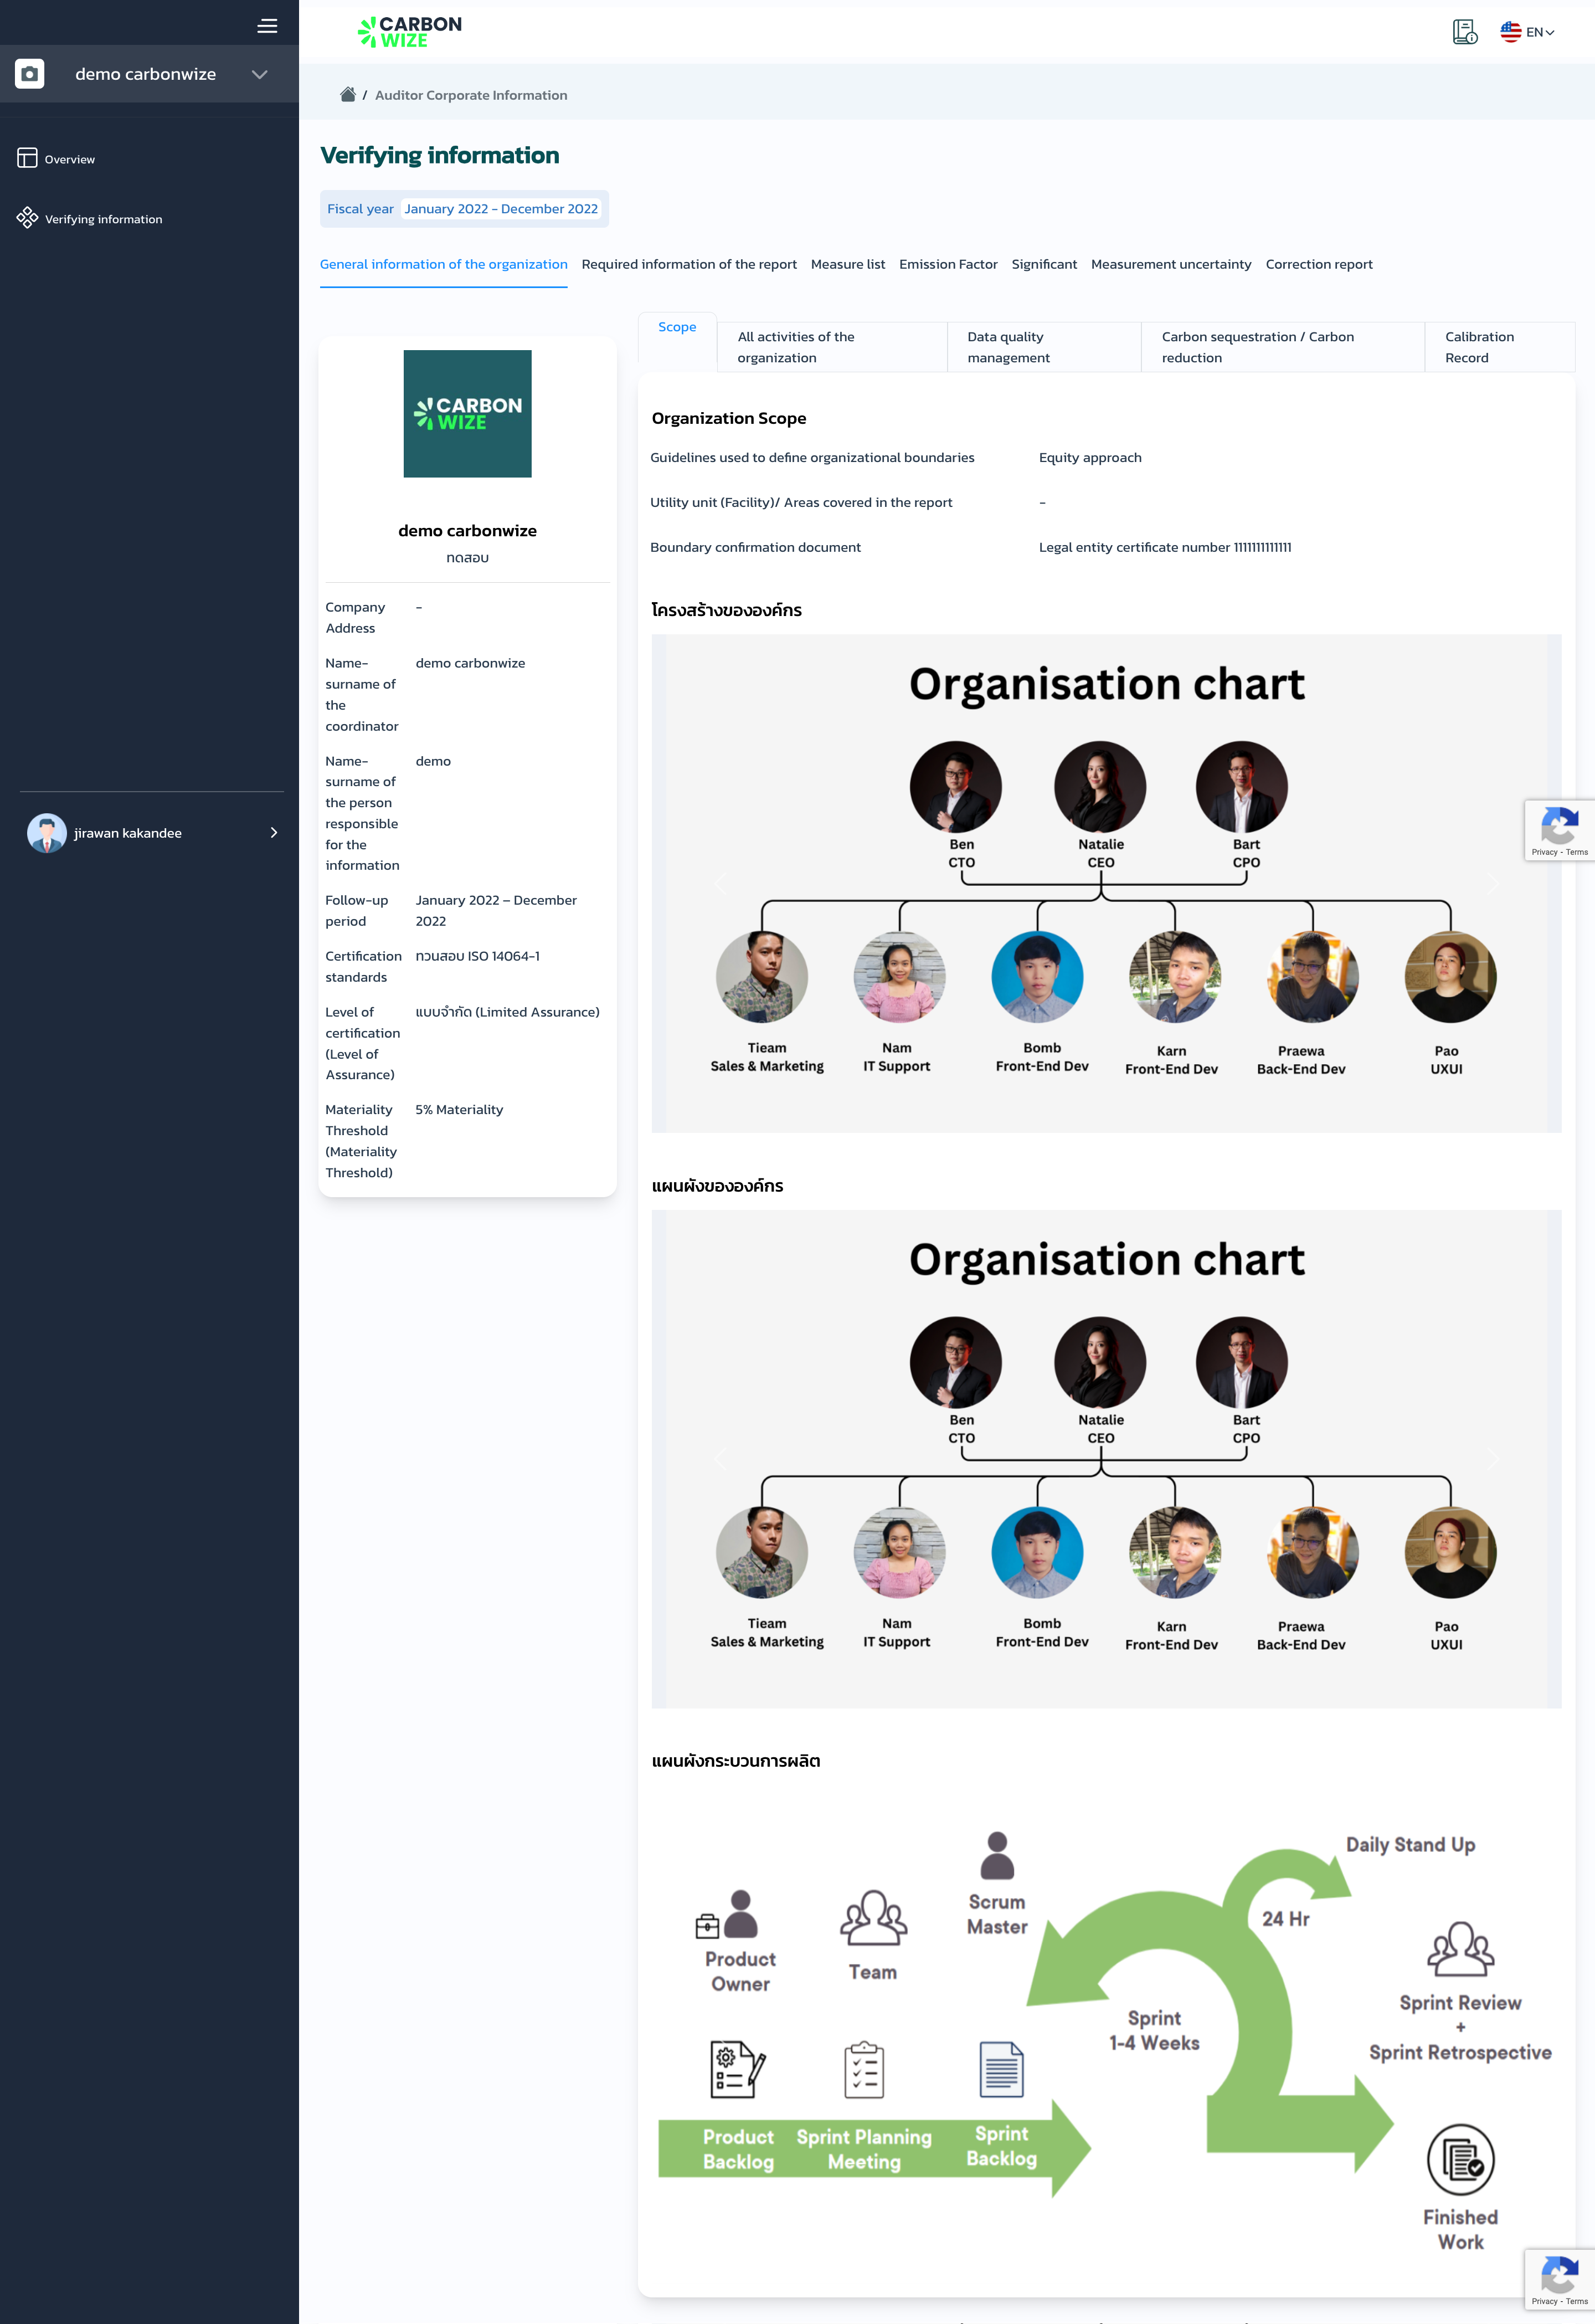 CARBON
WIZE
EN
demo carbonwize
/ Auditor Corporate Information
Overview
Verifying information
jirawan kakandee
Verifying information
Fiscal year January 2022 - December 2022
General information of the organization Required information of the report Measure list Emission Factor Significant Measurement uncertainty Correction report
CARBON
WIZE
demo carbonwize
ทดสอบ
Company
Address
-
Name-
surname of
the
coordinator
demo carbonwize
Name-
surname of
the person
responsible
for the
information
demo
Follow-up
period
January 2022 – December
2022
Certification
standards
ทวนสอบ ISO 14064-1
Level of
certification
(Level of
Assurance)
แบบจำกัด (Limited Assurance)
Materiality
Threshold
(Materiality
Threshold)
5% Materiality
Scope
All activities of the
organization
Data quality
management
Carbon sequestration / Carbon
reduction
Calibration
Record
Organization Scope
Guidelines used to define organizational boundaries Equity approach
Utility unit (Facility)/ Areas covered in the report -
Boundary confirmation document Legal entity certificate number 1111111111111
โครงสร้างขององค์กร
Organisation chart
Ben
CTO
Natalie
CEO
Bart
CPO
Tieam
Sales & Marketing
Nam
IT Support
Bomb
Front-End Dev
Karn
Front-End Dev
Praewa
Back-End Dev
Pao
UXUI
แผนผังขององค์กร
Organisation chart
Ben
CTO
Natalie
CEO
Bart
CPO
Tieam
Sales & Marketing
Nam
IT Support
Bomb
Front-End Dev
Karn
Front-End Dev
Praewa
Back-End Dev
Pao
UXUI
แผนผังกระบวนการผลิต
Daily Stand Up
Scrum
Master
24 Hr
Product
Owner
Team
Sprint
1-4 Weeks
Sprint Review
+
Sprint Retrospective
Product
Backlog
Sprint Planning
Meeting
Sprint
Backlog
Finished
Work
Privacy - Terms
Privacy - Terms